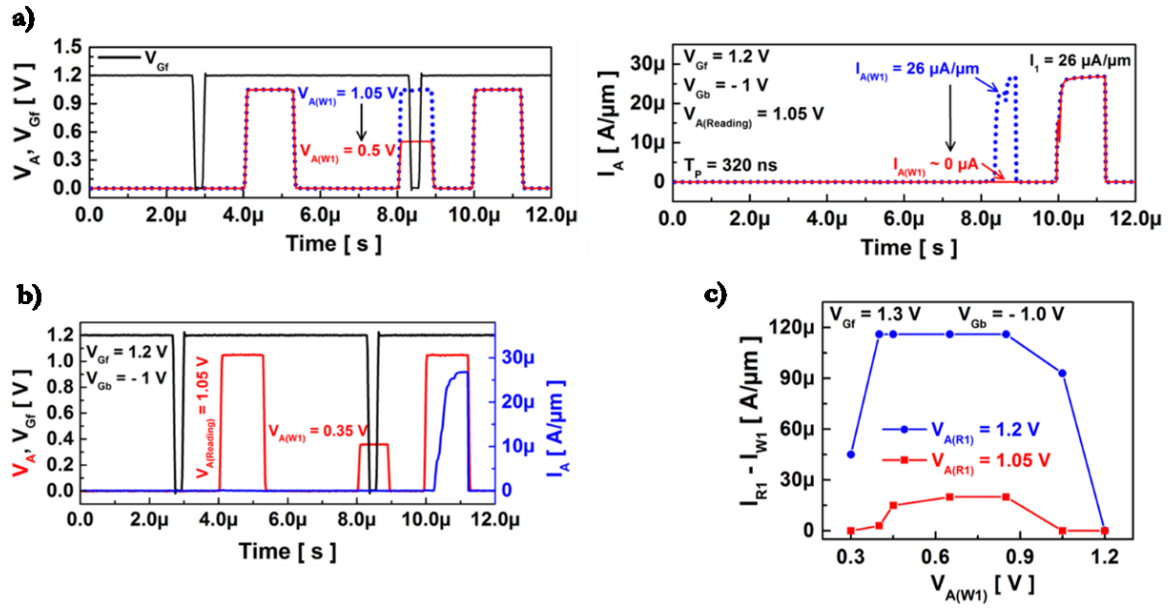 a)
V_Gf
V_A(W1) = 1.05 V
V_A(W1) = 0.5 V
V_A, V_Gf [ V ]
1.5
1.2
0.9
0.6
0.3
0.0
0.0 2.0µ 4.0µ 6.0µ 8.0µ 10.0µ 12.0µ
Time [ s ]
V_Gf = 1.2 V
V_Gb = - 1 V
V_A(Reading) = 1.05 V
T_P = 320 ns
I_A(W1) = 26 µA/µm
I_1 = 26 µA/µm
I_A(W1) ~ 0 µA
I_A [ A/µm ]
30µ
20µ
10µ
0
0.0 2.0µ 4.0µ 6.0µ 8.0µ 10.0µ 12.0µ
Time [ s ]
b)
V_Gf = 1.2 V
V_Gb = - 1 V
V_A(Reading) = 1.05 V
V_A(W1) = 0.35 V
V_A, V_Gf [ V ]
1.2
1.0
0.8
0.6
0.4
0.2
0.0
I_A [ A/µm ]
30µ
20µ
10µ
0
0.0 2.0µ 4.0µ 6.0µ 8.0µ 10.0µ 12.0µ
Time [ s ]
c)
V_Gf = 1.3 V V_Gb = - 1.0 V
V_A(R1) = 1.2 V
V_A(R1) = 1.05 V
I_R1 - I_W1 [ A/µm ]
120µ
90µ
60µ
30µ
0
0.3 0.6 0.9 1.2
V_A(W1) [ V ]